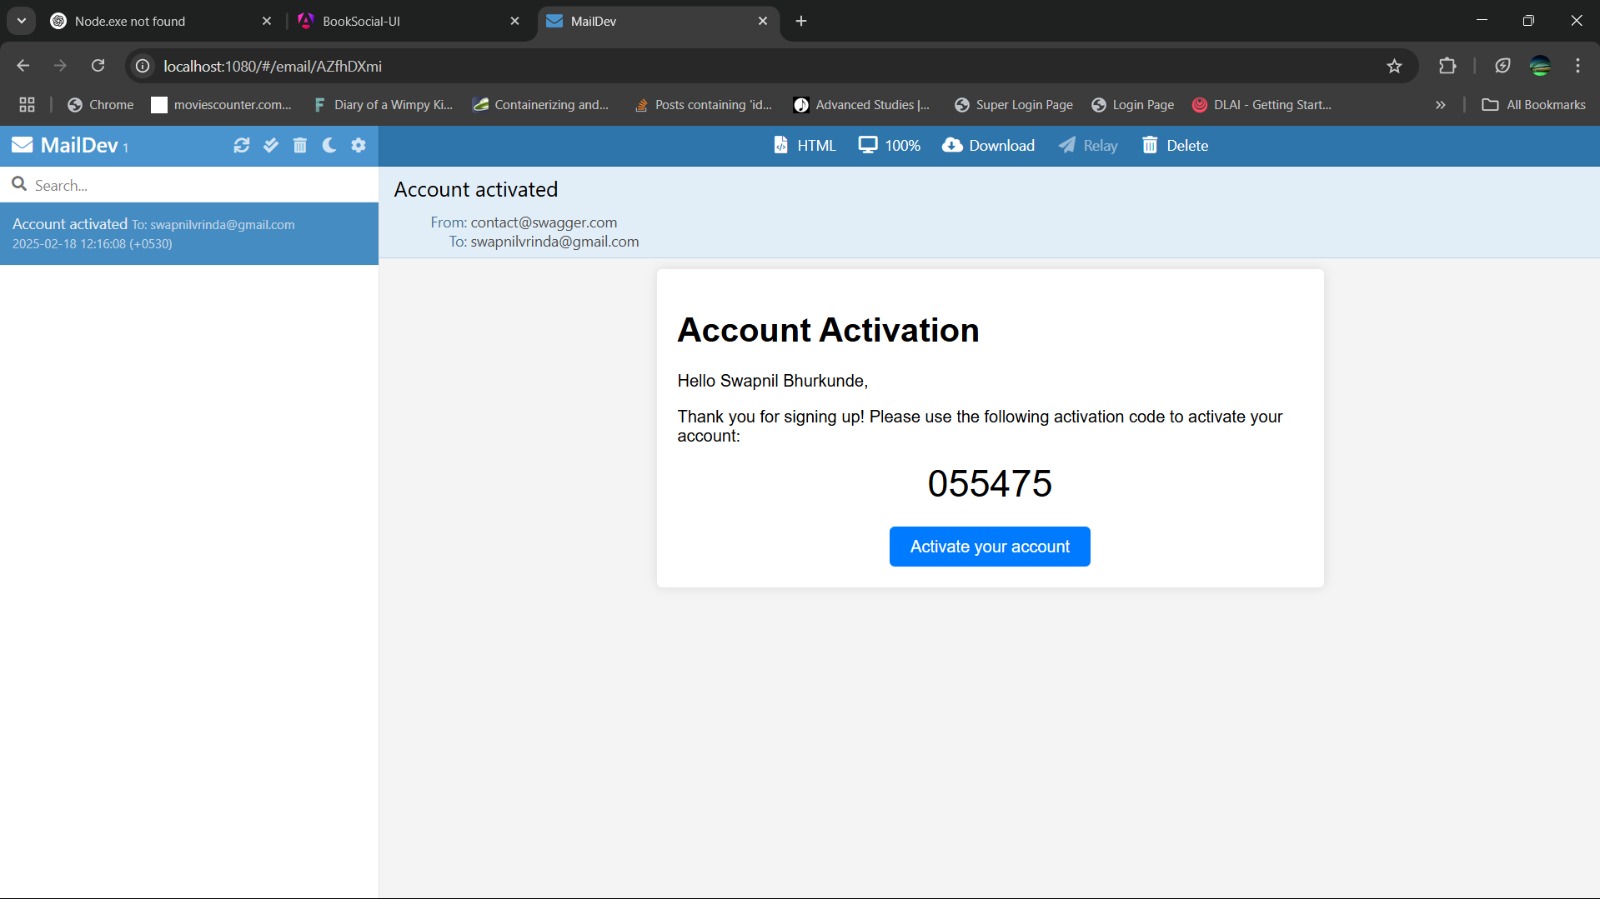 Node.exe not found
BookSocial-UI
MailDev
localhost:1080/#/email/AZfhDXmi
Chrome
moviescounter.com...
Diary of a Wimpy Ki...
Containerizing and...
Posts containing 'id...
Advanced Studies |...
Super Login Page
Login Page
DLAI - Getting Start...
All Bookmarks
MailDev 1
HTML
100%
Download
Relay
Delete
Search...
Account activated To: swapnilvrinda@gmail.com
2025-02-18 12:16:08 (+0530)
Account activated
From: contact@swagger.com
To: swapnilvrinda@gmail.com
Account Activation
Hello Swapnil Bhurkunde,
Thank you for signing up! Please use the following activation code to activate your
account:
055475
Activate your account